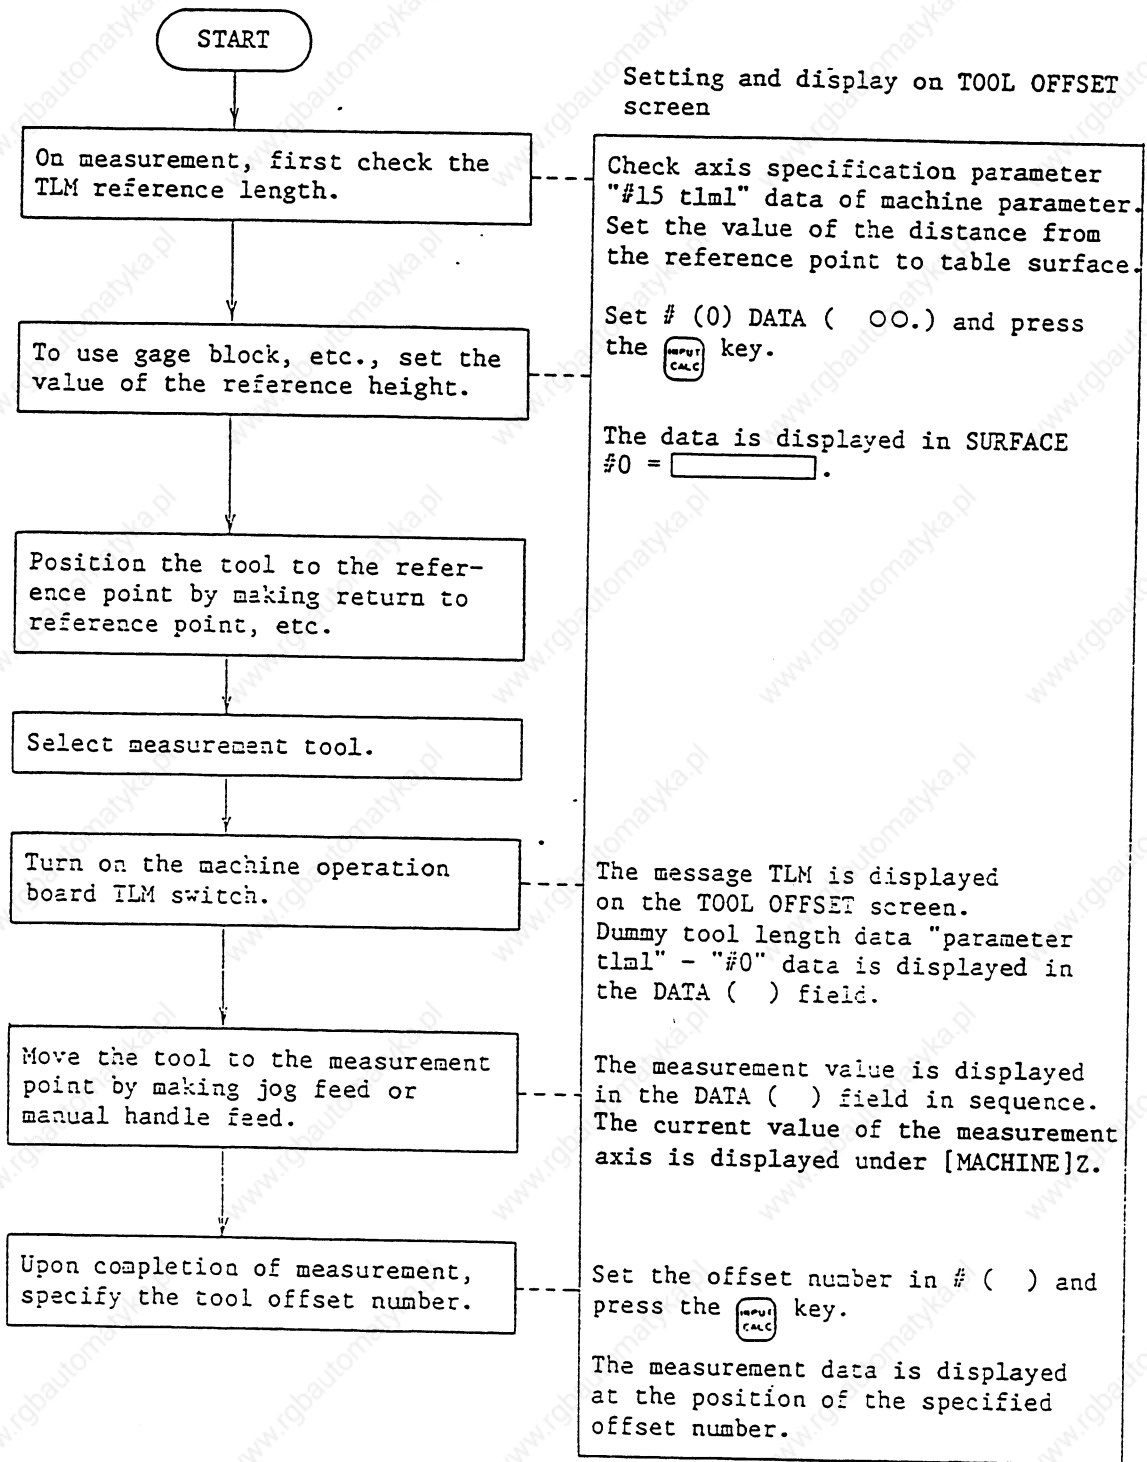 START
Setting and display on TOOL OFFSET
screen
On measurement, first check the
TLM reference length.
Check axis specification parameter
"#15 tlml" data of machine parameter.
Set the value of the distance from
the reference point to table surface.
To use gage block, etc., set the
value of the reference height.
Set # (0) DATA (   OO.) and press
the INPUT CALC key.
The data is displayed in SURFACE
#0 = .
Position the tool to the refer-
ence point by making return to
reference point, etc.
Select measurement tool.
Turn on the machine operation
board TLM switch.
The message TLM is displayed
on the TOOL OFFSET screen.
Dummy tool length data "parameter
tlml" - "#0" data is displayed in
the DATA (  ) field.
Move the tool to the measurement
point by making jog feed or
manual handle feed.
The measurement value is displayed
in the DATA (  ) field in sequence.
The current value of the measurement
axis is displayed under [MACHINE]Z.
Upon completion of measurement,
specify the tool offset number.
Set the offset number in # (  ) and
press the INPUT CALC key.
The measurement data is displayed
at the position of the specified
offset number.
www.rgbautomatyka.pl